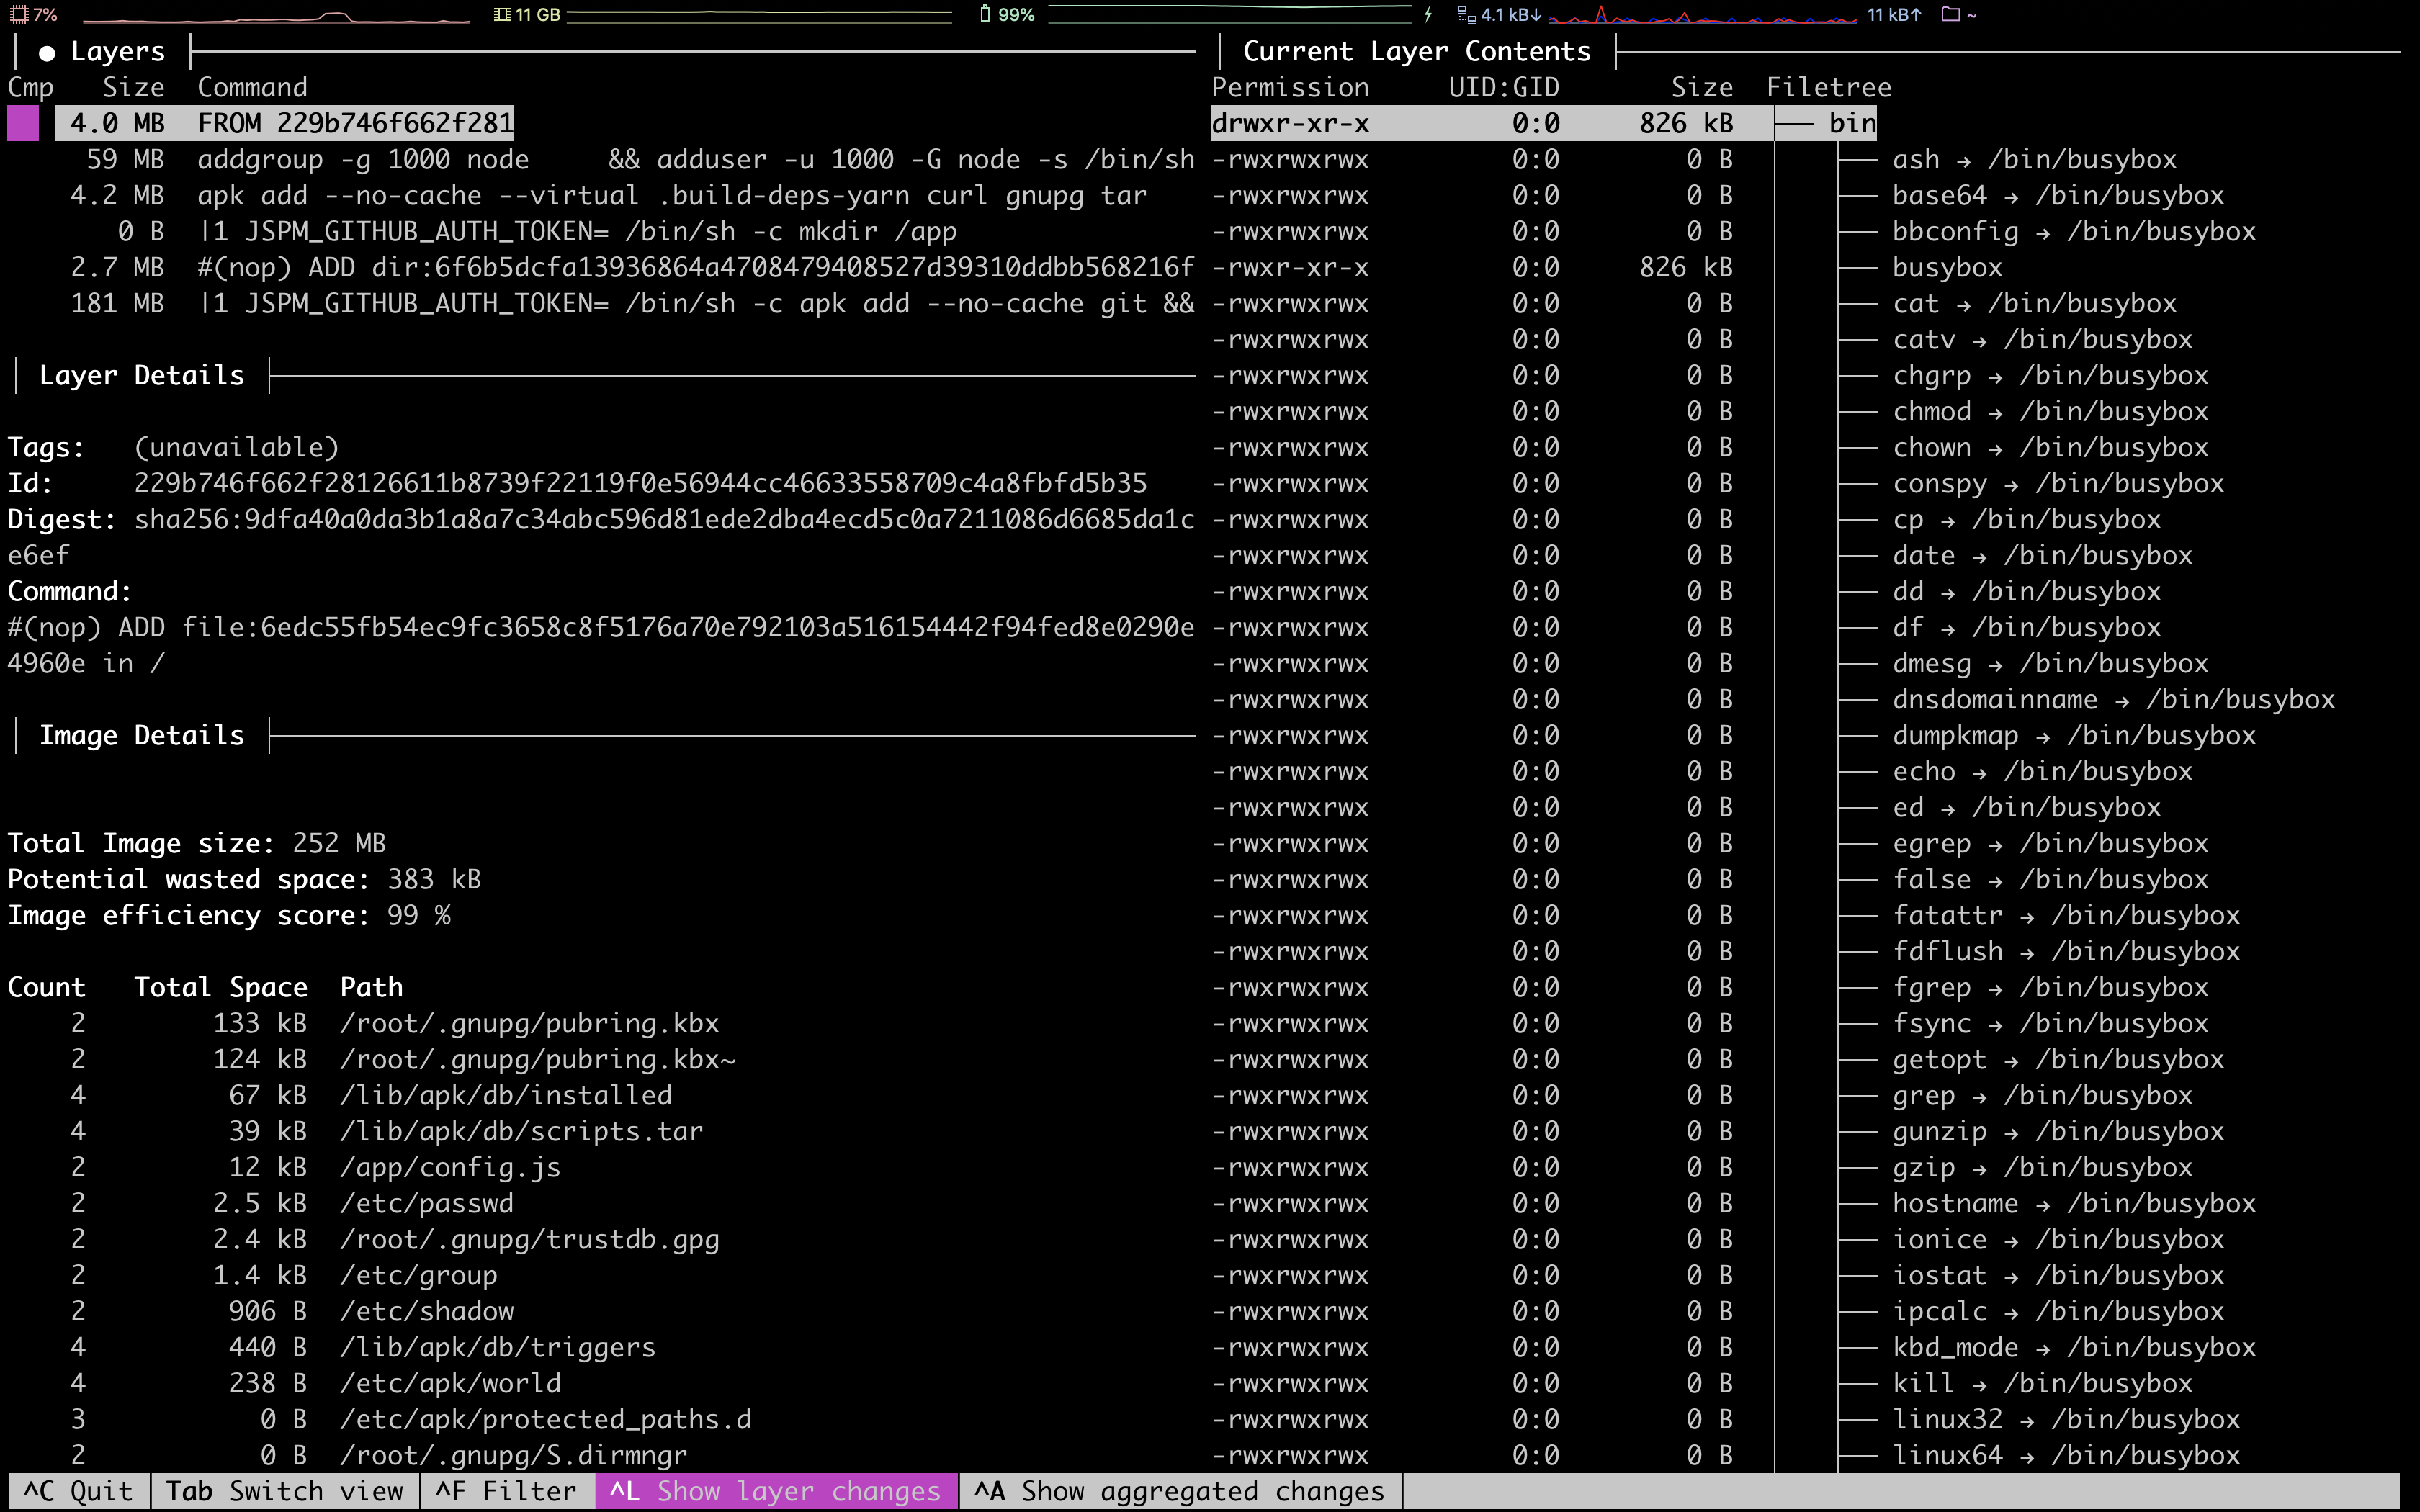 7% 11 GB 99% 4.1 kB↓ 11 kB↑ ~
● Layers
Cmp Size Command
4.0 MB FROM 229b746f662f281
59 MB addgroup -g 1000 node && adduser -u 1000 -G node -s /bin/sh
4.2 MB apk add --no-cache --virtual .build-deps-yarn curl gnupg tar
0 B |1 JSPM_GITHUB_AUTH_TOKEN= /bin/sh -c mkdir /app
2.7 MB #(nop) ADD dir:6f6b5dcfa13936864a4708479408527d39310ddbb568216f
181 MB |1 JSPM_GITHUB_AUTH_TOKEN= /bin/sh -c apk add --no-cache git &&
Layer Details
Tags: (unavailable)
Id: 229b746f662f28126611b8739f22119f0e56944cc46633558709c4a8fbfd5b35
Digest: sha256:9dfa40a0da3b1a8a7c34abc596d81ede2dba4ecd5c0a7211086d6685da1c
e6ef
Command:
#(nop) ADD file:6edc55fb54ec9fc3658c8f5176a70e792103a516154442f94fed8e0290e
4960e in /
Image Details
Total Image size: 252 MB
Potential wasted space: 383 kB
Image efficiency score: 99 %
Count Total Space Path
2 133 kB /root/.gnupg/pubring.kbx
2 124 kB /root/.gnupg/pubring.kbx~
4 67 kB /lib/apk/db/installed
4 39 kB /lib/apk/db/scripts.tar
2 12 kB /app/config.js
2 2.5 kB /etc/passwd
2 2.4 kB /root/.gnupg/trustdb.gpg
2 1.4 kB /etc/group
2 906 B /etc/shadow
4 440 B /lib/apk/db/triggers
4 238 B /etc/apk/world
3 0 B /etc/apk/protected_paths.d
2 0 B /root/.gnupg/S.dirmngr
Current Layer Contents
Permission UID:GID Size Filetree
drwxr-xr-x 0:0 826 kB ├── bin
-rwxrwxrwx 0:0 0 B │ ├── ash → /bin/busybox
-rwxrwxrwx 0:0 0 B │ ├── base64 → /bin/busybox
-rwxrwxrwx 0:0 0 B │ ├── bbconfig → /bin/busybox
-rwxr-xr-x 0:0 826 kB │ ├── busybox
-rwxrwxrwx 0:0 0 B │ ├── cat → /bin/busybox
-rwxrwxrwx 0:0 0 B │ ├── catv → /bin/busybox
-rwxrwxrwx 0:0 0 B │ ├── chgrp → /bin/busybox
-rwxrwxrwx 0:0 0 B │ ├── chmod → /bin/busybox
-rwxrwxrwx 0:0 0 B │ ├── chown → /bin/busybox
-rwxrwxrwx 0:0 0 B │ ├── conspy → /bin/busybox
-rwxrwxrwx 0:0 0 B │ ├── cp → /bin/busybox
-rwxrwxrwx 0:0 0 B │ ├── date → /bin/busybox
-rwxrwxrwx 0:0 0 B │ ├── dd → /bin/busybox
-rwxrwxrwx 0:0 0 B │ ├── df → /bin/busybox
-rwxrwxrwx 0:0 0 B │ ├── dmesg → /bin/busybox
-rwxrwxrwx 0:0 0 B │ ├── dnsdomainname → /bin/busybox
-rwxrwxrwx 0:0 0 B │ ├── dumpkmap → /bin/busybox
-rwxrwxrwx 0:0 0 B │ ├── echo → /bin/busybox
-rwxrwxrwx 0:0 0 B │ ├── ed → /bin/busybox
-rwxrwxrwx 0:0 0 B │ ├── egrep → /bin/busybox
-rwxrwxrwx 0:0 0 B │ ├── false → /bin/busybox
-rwxrwxrwx 0:0 0 B │ ├── fatattr → /bin/busybox
-rwxrwxrwx 0:0 0 B │ ├── fdflush → /bin/busybox
-rwxrwxrwx 0:0 0 B │ ├── fgrep → /bin/busybox
-rwxrwxrwx 0:0 0 B │ ├── fsync → /bin/busybox
-rwxrwxrwx 0:0 0 B │ ├── getopt → /bin/busybox
-rwxrwxrwx 0:0 0 B │ ├── grep → /bin/busybox
-rwxrwxrwx 0:0 0 B │ ├── gunzip → /bin/busybox
-rwxrwxrwx 0:0 0 B │ ├── gzip → /bin/busybox
-rwxrwxrwx 0:0 0 B │ ├── hostname → /bin/busybox
-rwxrwxrwx 0:0 0 B │ ├── ionice → /bin/busybox
-rwxrwxrwx 0:0 0 B │ ├── iostat → /bin/busybox
-rwxrwxrwx 0:0 0 B │ ├── ipcalc → /bin/busybox
-rwxrwxrwx 0:0 0 B │ ├── kbd_mode → /bin/busybox
-rwxrwxrwx 0:0 0 B │ ├── kill → /bin/busybox
-rwxrwxrwx 0:0 0 B │ ├── linux32 → /bin/busybox
-rwxrwxrwx 0:0 0 B │ ├── linux64 → /bin/busybox
^C Quit Tab Switch view ^F Filter ^L Show layer changes ^A Show aggregated changes